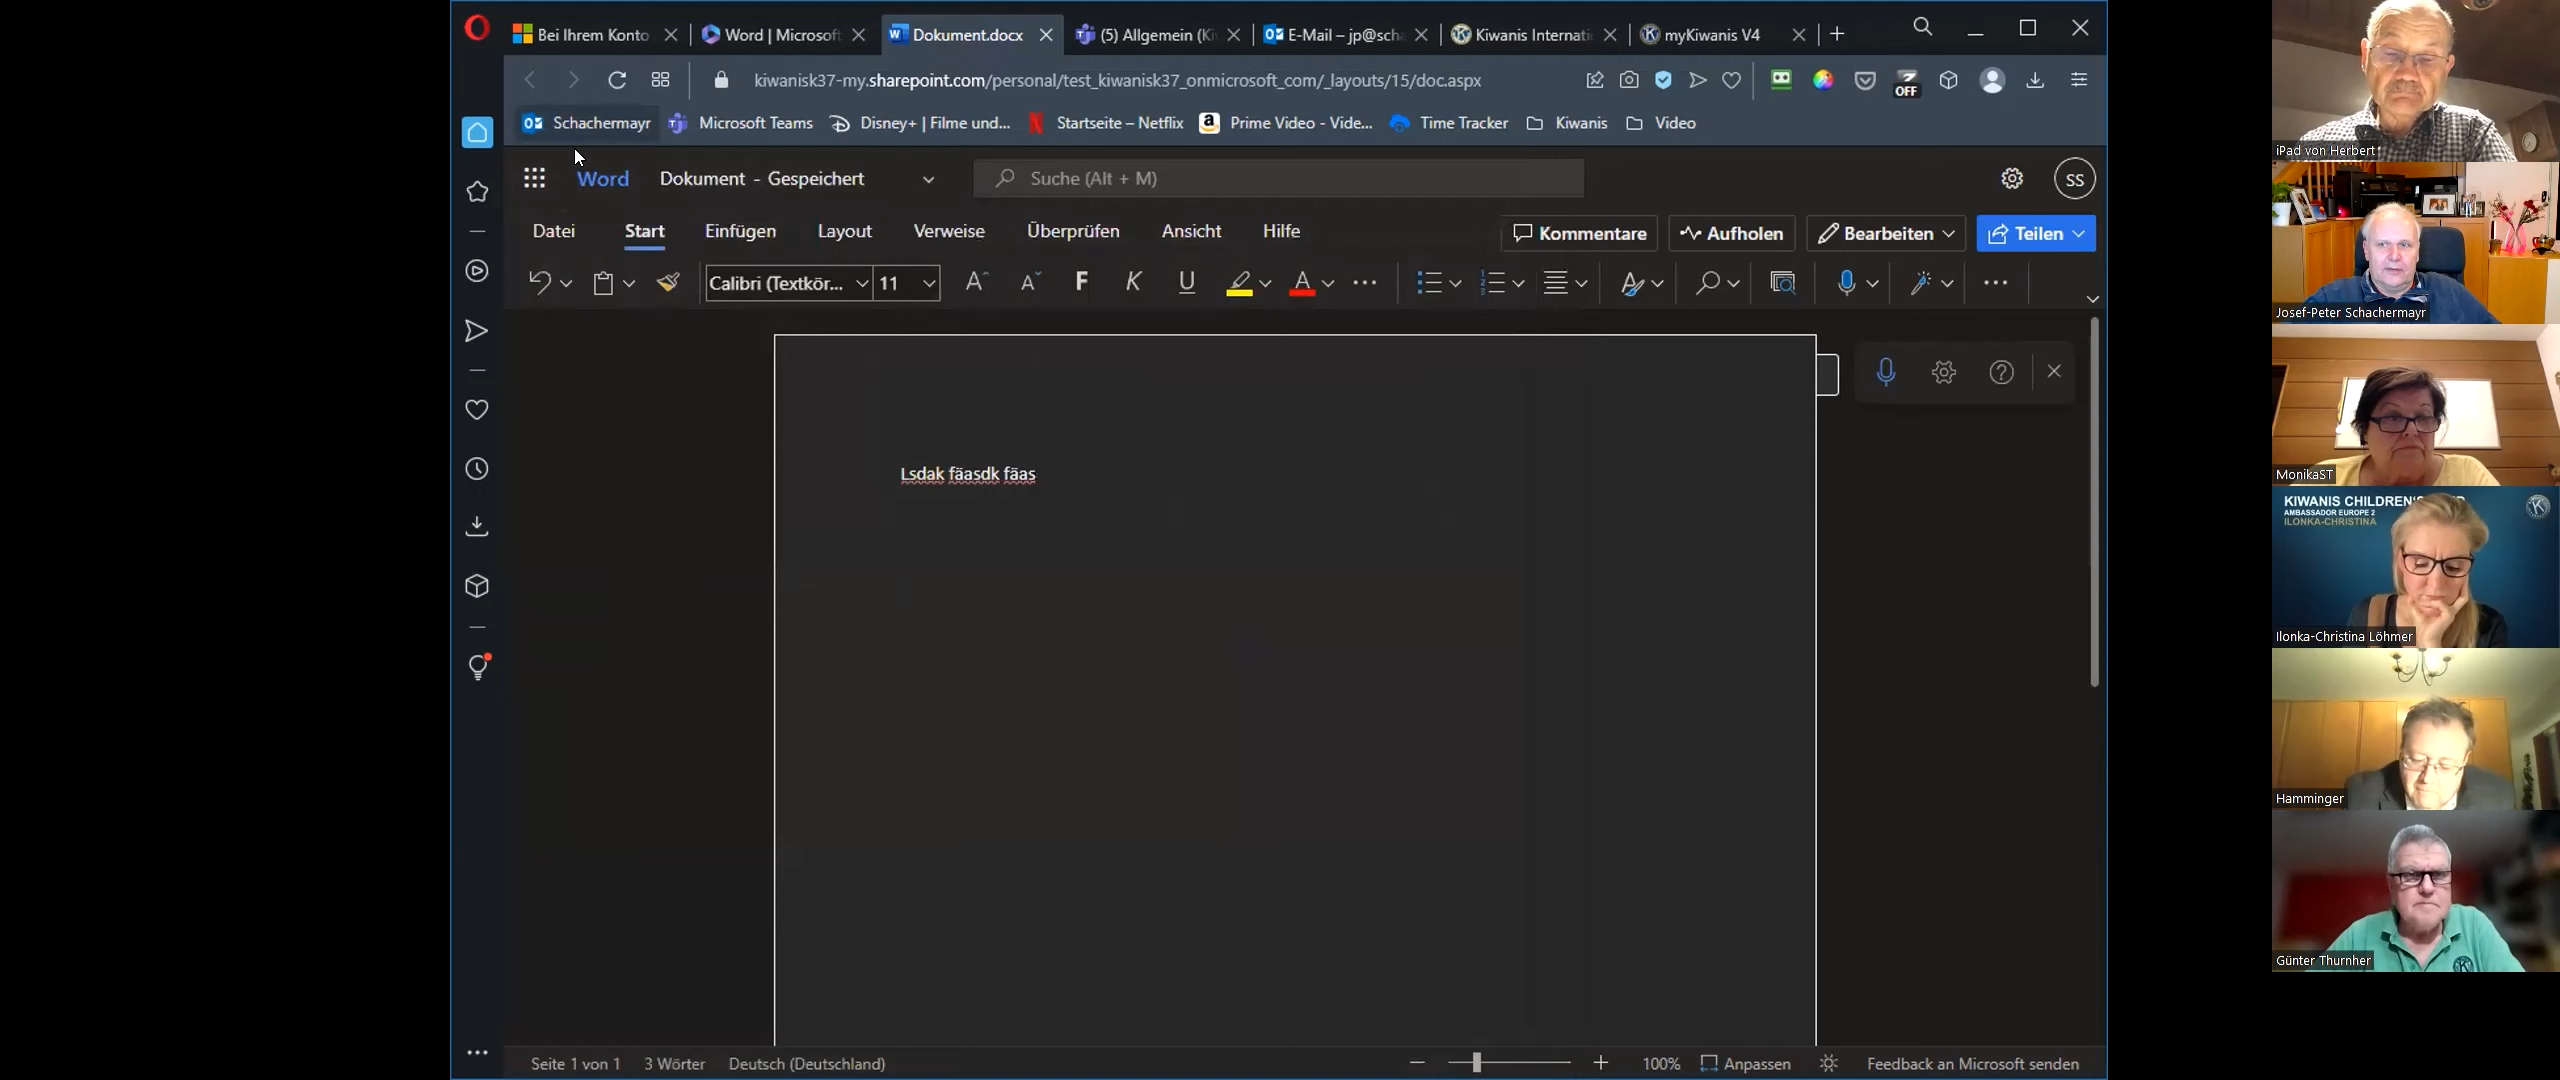 Bei Ihrem Konto
Word | Microsoft
Dokument.docx
(5) Allgemein (Ki
E-Mail – jp@scha
Kiwanis Internati
myKiwanis V4
kiwanisk37-my.sharepoint.com/personal/test_kiwanisk37_onmicrosoft_com/_layouts/15/doc.aspx
OFF
Schachermayr
Microsoft Teams
Disney+ | Filme und...
Startseite – Netflix
Prime Video - Vide...
Time Tracker
Kiwanis
Video
Word
Dokument - Gespeichert
Suche (Alt + M)
SS
Datei
Start
Einfügen
Layout
Verweise
Überprüfen
Ansicht
Hilfe
Kommentare
Aufholen
Bearbeiten
Teilen
Calibri (Textkör...
11
F
K
U
Lsdak fäasdk fäas
Seite 1 von 1
3 Wörter
Deutsch (Deutschland)
100%
Anpassen
Feedback an Microsoft senden
iPad von Herbert
Josef-Peter Schachermayr
MonikaST
KIWANIS CHILDREN'S
AMBASSADOR EUROPE 2
ILONKA-CHRISTINA
Ilonka-Christina Löhmer
Hamminger
Günter Thurnher